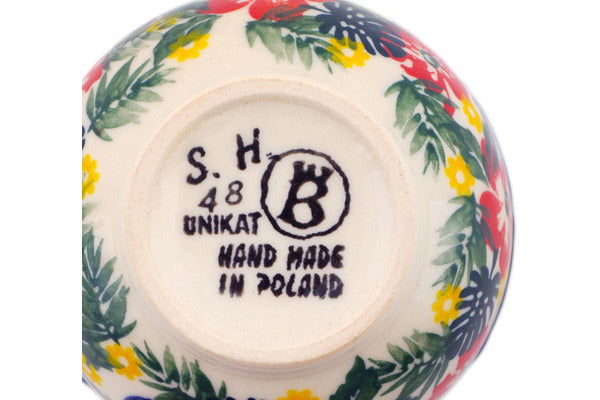 S. H.
48 B
UNIKAT
HAND MADE
IN POLAND